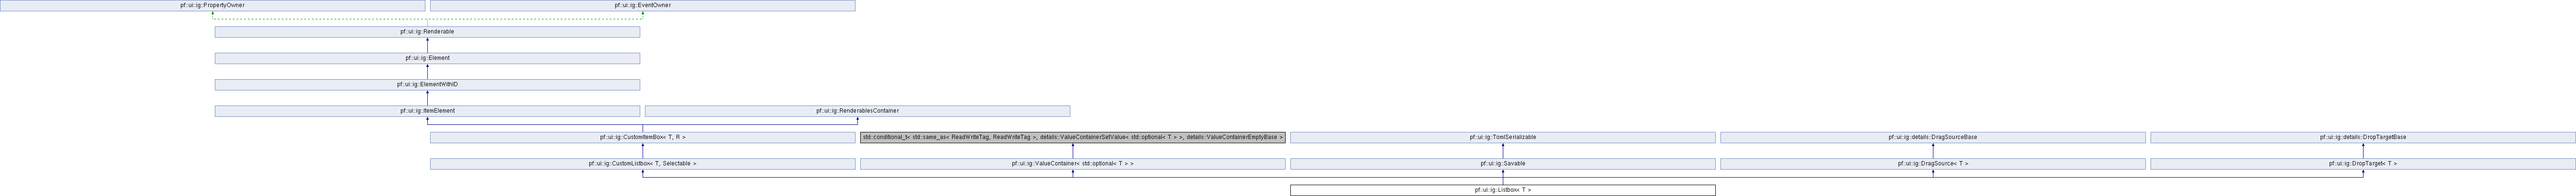 pf::ui::ig::PropertyOwner
pf::ui::ig::EventOwner
pf::ui::ig::Renderable
pf::ui::ig::Element
pf::ui::ig::ElementWithID
pf::ui::ig::ItemElement
pf::ui::ig::RenderablesContainer
pf::ui::ig::CustomItemBox< T, R >
std::conditional_t< std::same_as< ReadWriteTag, ReadWriteTag >, details::ValueContainerSetValue< std::optional< T > >, details::ValueContainerEmptyBase >
pf::ui::ig::TomlSerializable
pf::ui::ig::details::DragSourceBase
pf::ui::ig::details::DropTargetBase
pf::ui::ig::CustomListbox< T, Selectable >
pf::ui::ig::ValueContainer< std::optional< T > >
pf::ui::ig::Savable
pf::ui::ig::DragSource< T >
pf::ui::ig::DropTarget< T >
pf::ui::ig::Listbox< T >